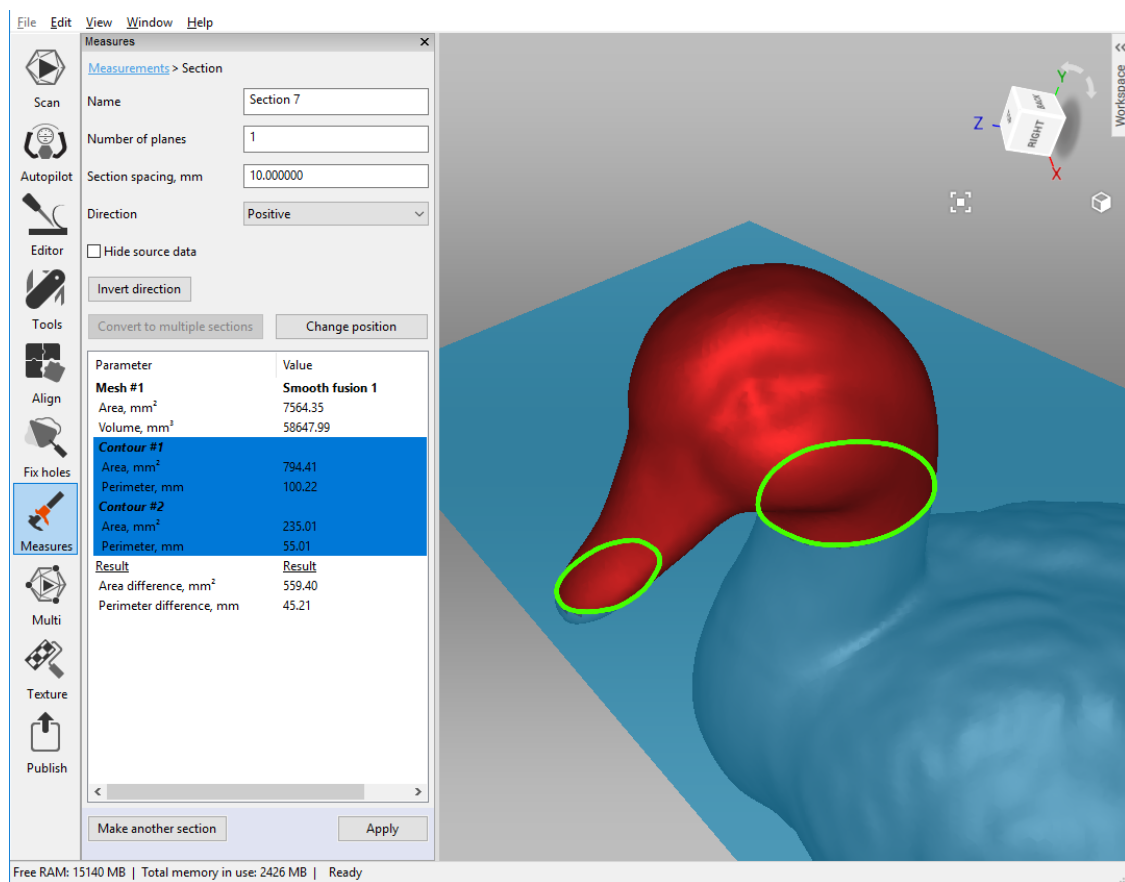 File Edit View Window Help
Measures
Measurements > Section
Name Section 7
Number of planes 1
Section spacing, mm 10.000000
Direction Positive
Hide source data
Invert direction
Convert to multiple sections Change position
Parameter Value
Mesh #1 Smooth fusion 1
Area, mm² 7564.35
Volume, mm³ 58647.99
Contour #1
Area, mm² 794.41
Perimeter, mm 100.22
Contour #2
Area, mm² 235.01
Perimeter, mm 55.01
Result Result
Area difference, mm² 559.40
Perimeter difference, mm 45.21
Make another section Apply
Scan
Autopilot
Editor
Tools
Align
Fix holes
Measures
Multi
Texture
Publish
Workspace
Y
Z
X
BACK
RIGHT
Free RAM: 15140 MB | Total memory in use: 2426 MB | Ready